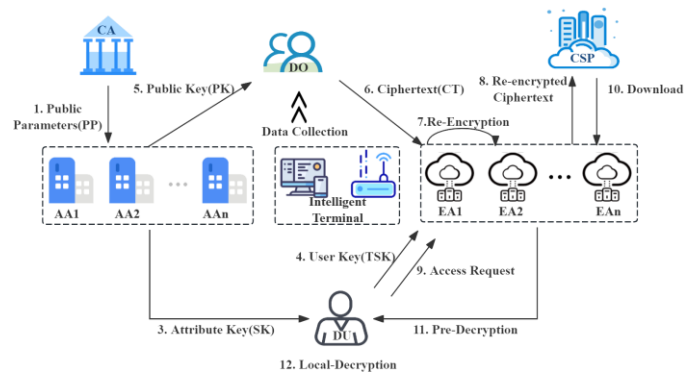 CA
DO
CSP
1. Public
Parameters(PP)
5. Public Key(PK)
6. Ciphertext(CT)
8. Re-encrypted
Ciphertext
10. Download
7.Re-Encryption
Data Collection
AA1 AA2 ... AAn
Intelligent
Terminal
EA1 EA2 ... EAn
4. User Key(TSK)
9. Access Request
3. Attribute Key(SK)
DU
11. Pre-Decryption
12. Local-Decryption